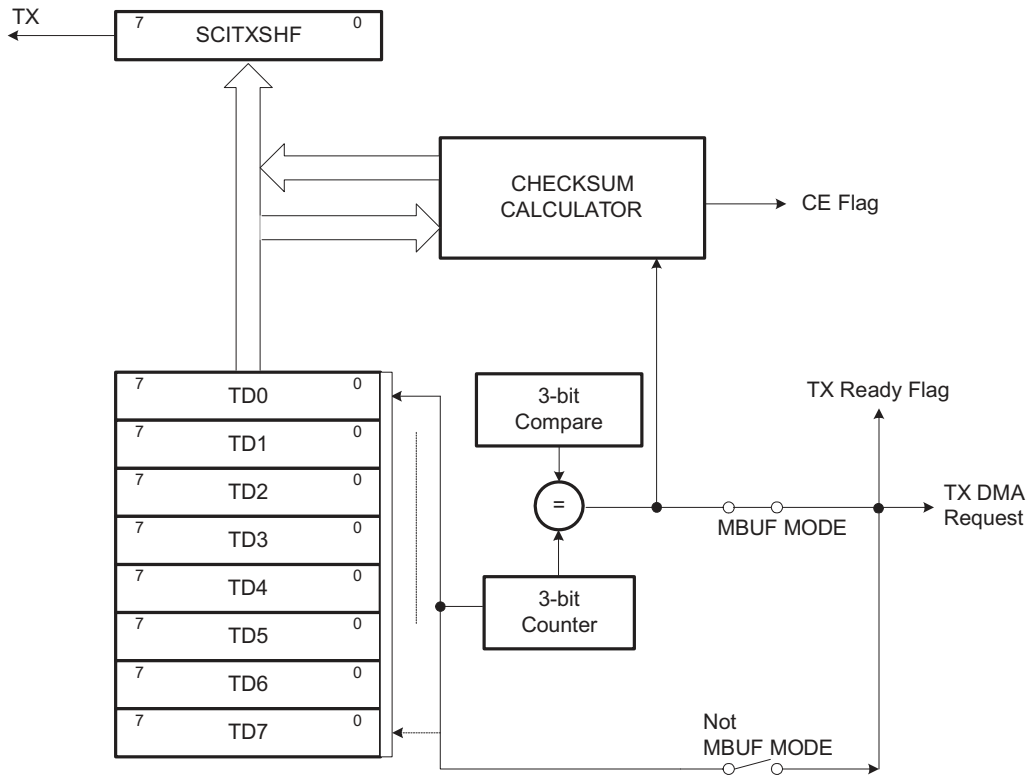 TX
7 SCITXSHF 0
CHECKSUM
CALCULATOR
CE Flag
7 TD0 0
7 TD1 0
7 TD2 0
7 TD3 0
7 TD4 0
7 TD5 0
7 TD6 0
7 TD7 0
3-bit
Compare
=
3-bit
Counter
TX Ready Flag
TX DMA
Request
MBUF MODE
Not
MBUF MODE